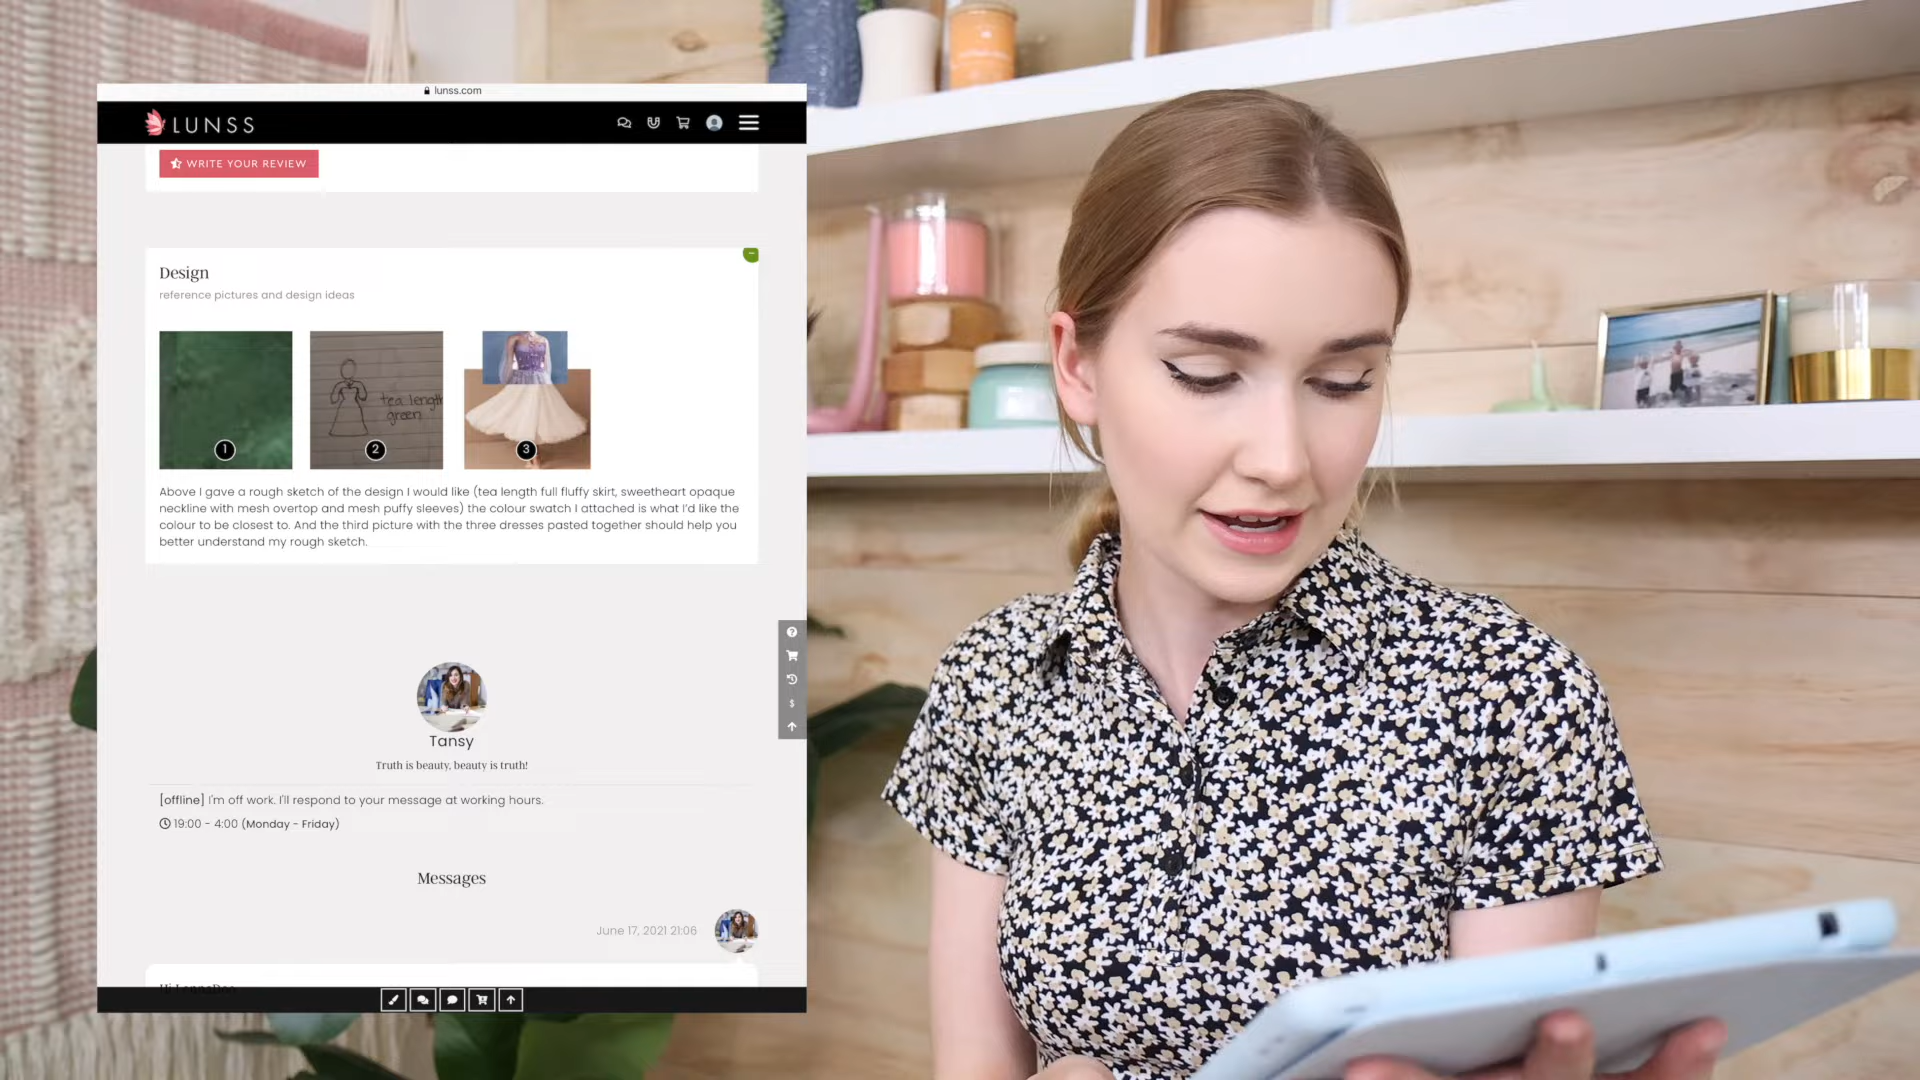 lunss.com
LUNSS
WRITE YOUR REVIEW
Design
reference pictures and design ideas
tea length
green
1
2
3
Above I gave a rough sketch of the design I would like (tea length full fluffy skirt, sweetheart opaque
neckline with mesh overtop and mesh puffy sleeves) the colour swatch I attached is what I'd like the
colour to be closest to. And the third picture with the three dresses pasted together should help you
better understand my rough sketch.
$
Tansy
Truth is beauty, beauty is truth!
[offline] I'm off work. I'll respond to your message at working hours.
19:00 - 4:00 (Monday - Friday)
Messages
June 17, 2021 21:06